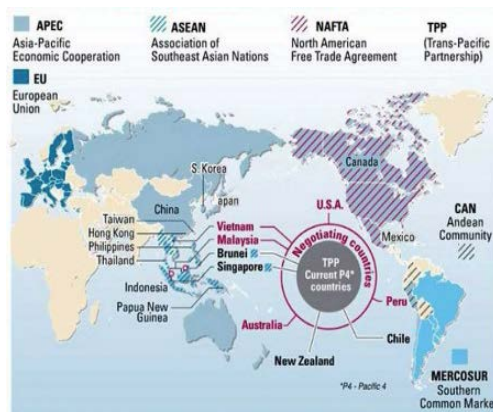 APEC
Asia-Pacific
Economic Cooperation
ASEAN
Association of
Southeast Asian Nations
NAFTA
North American
Free Trade Agreement
TPP
(Trans-Pacific
Partnership)
EU
European
Union
Canada
S. Korea
Japan
China
U.S.A.
Taiwan
Hong Kong
Philippines
Thailand
Vietnam
Malaysia
Brunei
Singapore
Negotiating countries
TPP
Current P4*
countries
Mexico
CAN
Andean
Community
Indonesia
Papua New
Guinea
Peru
Australia
Chile
New Zealand
*P4 - Pacific 4
MERCOSUR
Southern
Common Market